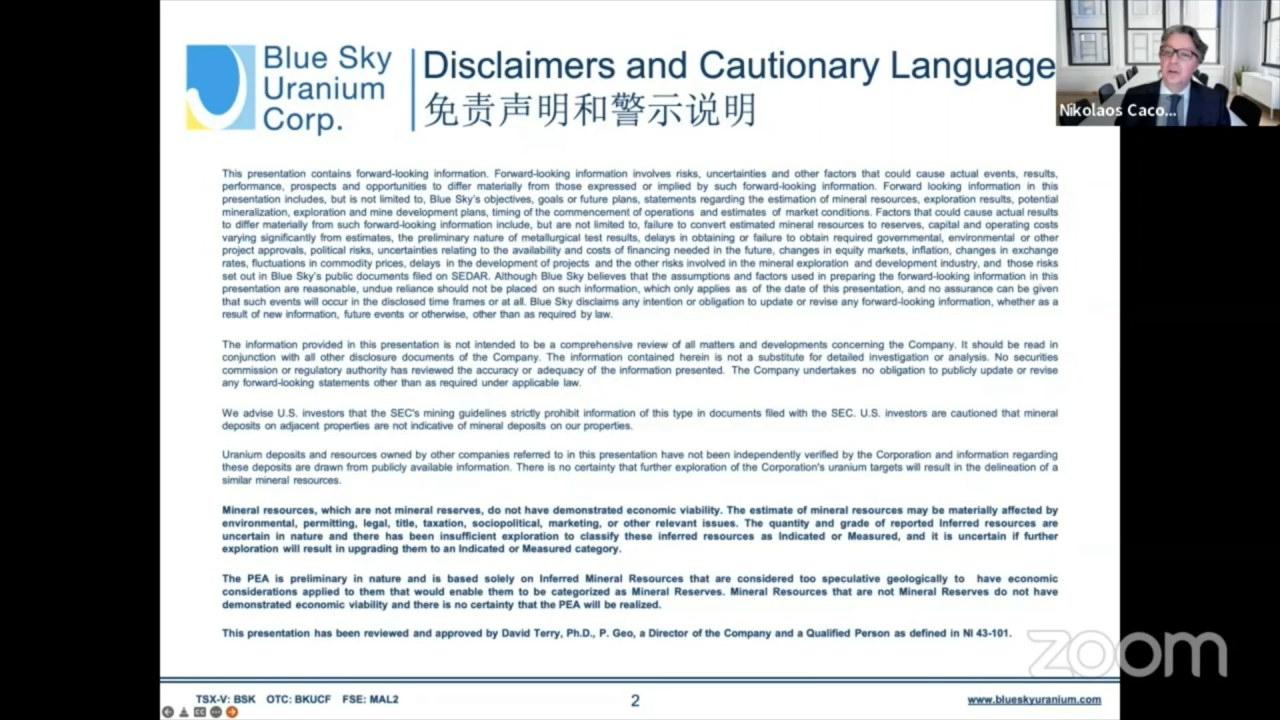 Blue Sky
Uranium
Corp.
Disclaimers and Cautionary Language
免责声明和警示说明
Nikolaos Caco...
This presentation contains forward-looking information. Forward-looking information involves risks, uncertainties and other factors that could cause actual events, results,
performance, prospects and opportunities to differ materially from those expressed or implied by such forward-looking information. Forward looking information in this
presentation includes, but is not limited to, Blue Sky's objectives, goals or future plans, statements regarding the estimation of mineral resources, exploration results, potential
mineralization, exploration and mine development plans, timing of the commencement of operations and estimates of market conditions. Factors that could cause actual results
to differ materially from such forward-looking information include, but are not limited to, failure to convert estimated mineral resources to reserves, capital and operating costs
varying significantly from estimates, the preliminary nature of metallurgical test results, delays in obtaining or failure to obtain required governmental, environmental or other
project approvals, political risks, uncertainties relating to the availability and costs of financing needed in the future, changes in equity markets, inflation, changes in exchange
rates, fluctuations in commodity prices, delays in the development of projects and the other risks involved in the mineral exploration and development industry, and those risks
set out in Blue Sky's public documents filed on SEDAR. Although Blue Sky believes that the assumptions and factors used in preparing the forward-looking information in this
presentation are reasonable, undue reliance should not be placed on such information, which only applies as of the date of this presentation, and no assurance can be given
that such events will occur in the disclosed time frames or at all. Blue Sky disclaims any intention or obligation to update or revise any forward-looking information, whether as a
result of new information, future events or otherwise, other than as required by law.
The information provided in this presentation is not intended to be a comprehensive review of all matters and developments concerning the Company. It should be read in
conjunction with all other disclosure documents of the Company. The information contained herein is not a substitute for detailed investigation or analysis. No securities
commission or regulatory authority has reviewed the accuracy or adequacy of the information presented. The Company undertakes no obligation to publicly update or revise
any forward-looking statements other than as required under applicable law.
We advise U.S. investors that the SEC's mining guidelines strictly prohibit information of this type in documents filed with the SEC. U.S. investors are cautioned that mineral
deposits on adjacent properties are not indicative of mineral deposits on our properties.
Uranium deposits and resources owned by other companies referred to in this presentation have not been independently verified by the Corporation and information regarding
these deposits are drawn from publicly available information. There is no certainty that further exploration of the Corporation's uranium targets will result in the delineation of a
similar mineral resources.
Mineral resources, which are not mineral reserves, do not have demonstrated economic viability. The estimate of mineral resources may be materially affected by
environmental, permitting, legal, title, taxation, sociopolitical, marketing, or other relevant issues. The quantity and grade of reported Inferred resources are
uncertain in nature and there has been insufficient exploration to classify these inferred resources as Indicated or Measured, and it is uncertain if further
exploration will result in upgrading them to an Indicated or Measured category.
The PEA is preliminary in nature and is based solely on Inferred Mineral Resources that are considered too speculative geologically to have economic
considerations applied to them that would enable them to be categorized as Mineral Reserves. Mineral Resources that are not Mineral Reserves do not have
demonstrated economic viability and there is no certainty that the PEA will be realized.
This presentation has been reviewed and approved by David Terry, Ph.D., P. Geo, a Director of the Company and a Qualified Person as defined in NI 43-101.
zoom
TSX-V: BSK OTC: BKUCF FSE: MAL2
2
www.blueskyuranium.com
CC